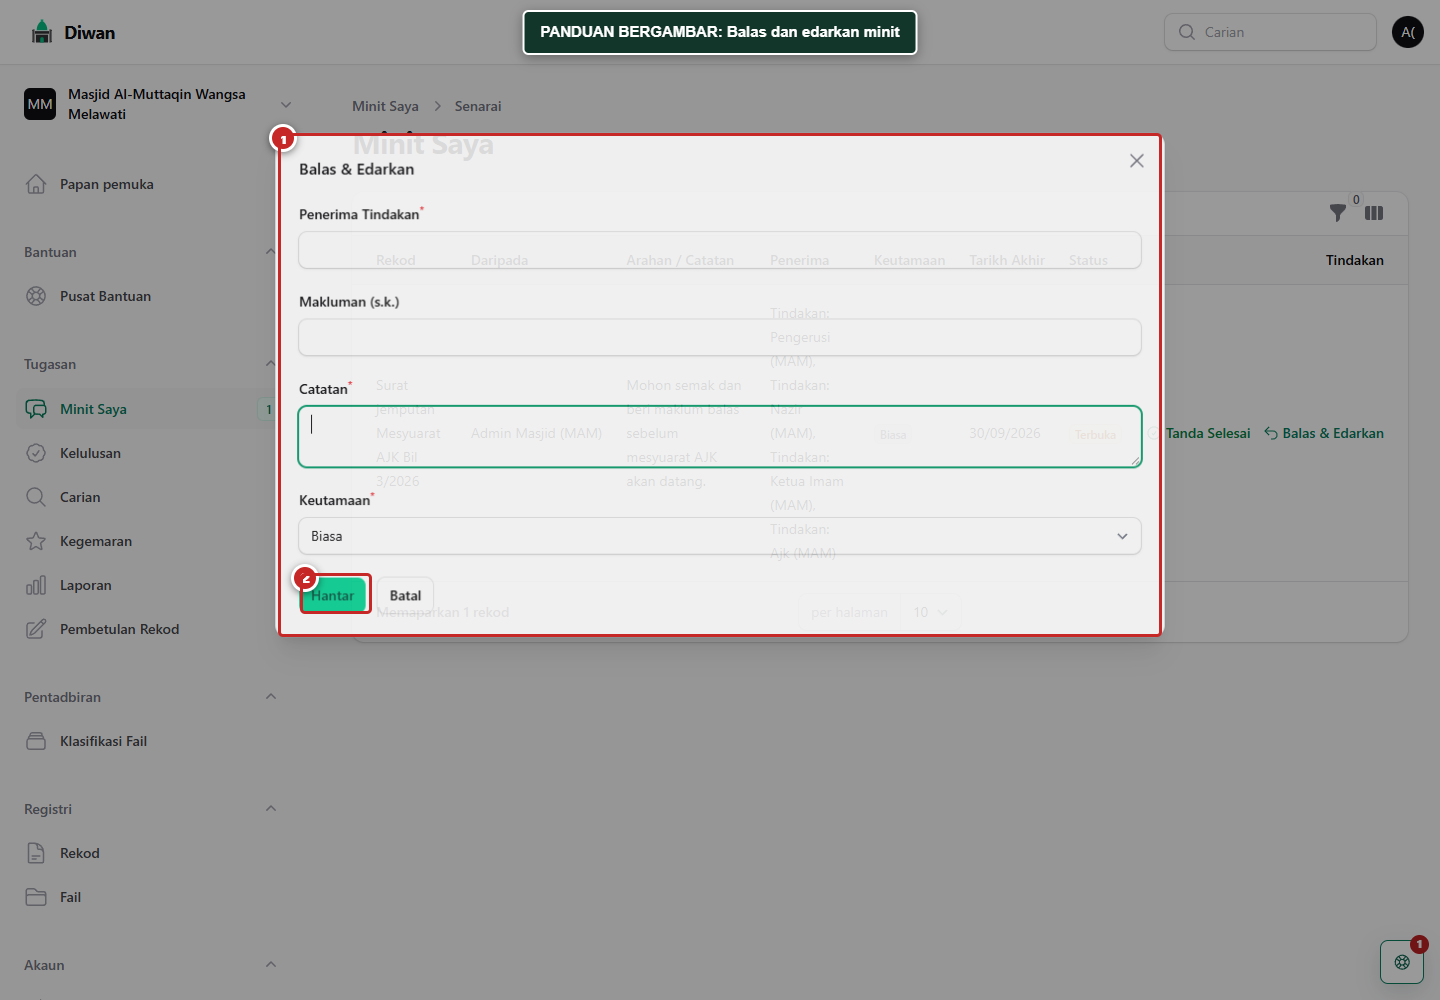 Diwan
PANDUAN BERGAMBAR: Balas dan edarkan minit
Carian
A(
MM
Masjid Al-Muttaqin Wangsa
Melawati
Minit Saya
Senarai
Papan pemuka
Bantuan
Pusat Bantuan
Tugasan
Minit Saya
1
Kelulusan
Carian
Kegemaran
Laporan
Pembetulan Rekod
Pentadbiran
Klasifikasi Fail
Registri
Rekod
Fail
Akaun
Minit Saya
1
Balas & Edarkan
Penerima Tindakan*
Makluman (s.k.)
Catatan*
Keutamaan*
Biasa
2
Hantar
Batal
0
Rekod
Daripada
Arahan / Catatan
Penerima
Keutamaan
Tarikh Akhir
Status
Tindakan
Surat
Jemputan
Mesyuarat
AJK Bil
3/2026
Admin Masjid (MAM)
Mohon semak dan
beri maklum balas
sebelum
mesyuarat AJK
akan datang.
Tindakan:
Pengerusi
(MAM),
Tindakan:
Nazir
(MAM),
Tindakan:
Ketua Imam
(MAM),
Tindakan:
Ajk (MAM)
Biasa
30/09/2026
Terbuka
Tanda Selesai
Balas & Edarkan
Memaparkan 1 rekod
per halaman
10
1